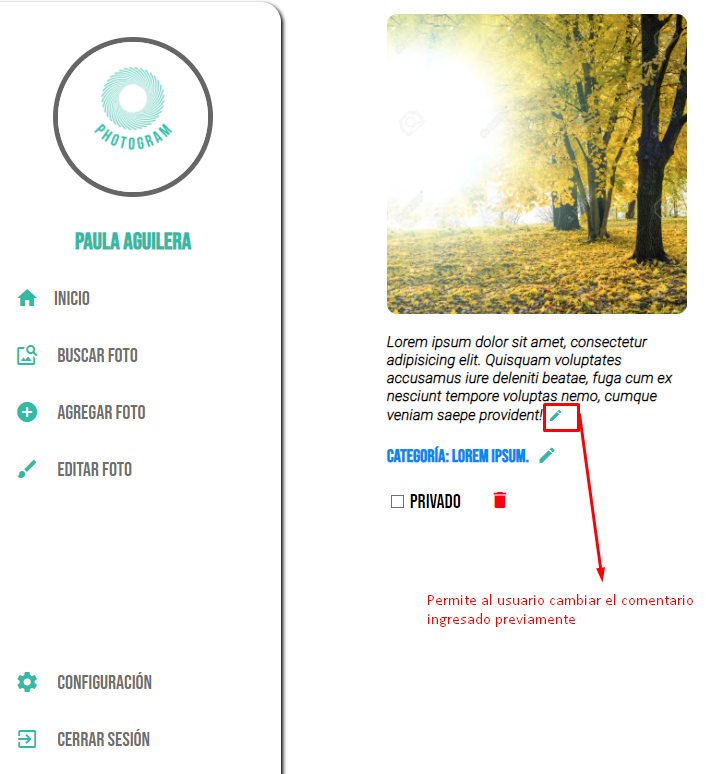 PHOTOGRAM
PAULA AGUILERA
INICIO
BUSCAR FOTO
AGREGAR FOTO
EDITAR FOTO
CONFIGURACIÓN
CERRAR SESIÓN
Lorem ipsum dolor sit amet, consectetur
adipisicing elit. Quisquam voluptates
accusamus iure deleniti beatae, fuga cum ex
nesciunt tempore voluptas nemo, cumque
veniam saepe provident!
CATEGORÍA: LOREM IPSUM.
PRIVADO
Permite al usuario cambiar el comentario
ingresado previamente